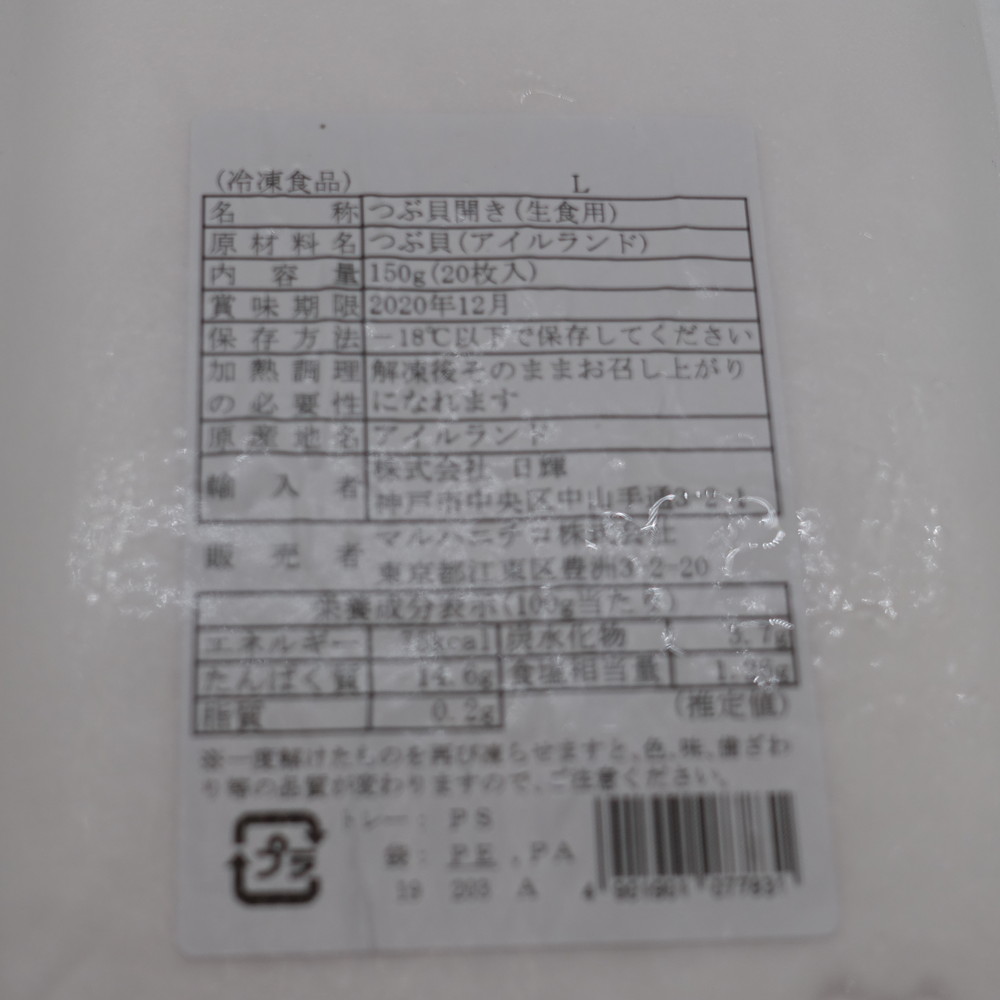 (冷凍食品) L
名称 つぶ貝開き(生食用)
原材料名 つぶ貝(アイルランド)
内容量 150g(20枚入)
賞味期限 2020年12月
保存方法 -18℃以下で保存してください
加熱調理の必要性 解凍後そのままお召し上がり
になれます
原産地名 アイルランド
輸入者 株式会社 日輝
神戸市中央区中山手通3-2-1
販売者 マルハニチロ株式会社
東京都江東区豊洲3-2-20
栄養成分表示(100g当たり)
エネルギー kcal 炭水化物 3.7g
たんぱく質 14.6g 食塩相当量
脂質 0.2g (推定値)
※一度解けたものを再び凍らせますと、色、味、歯ざわ
り等の品質が変わりますので、ご注意ください。
プラ
トレー: PS
袋: PE, PA
19 203 A